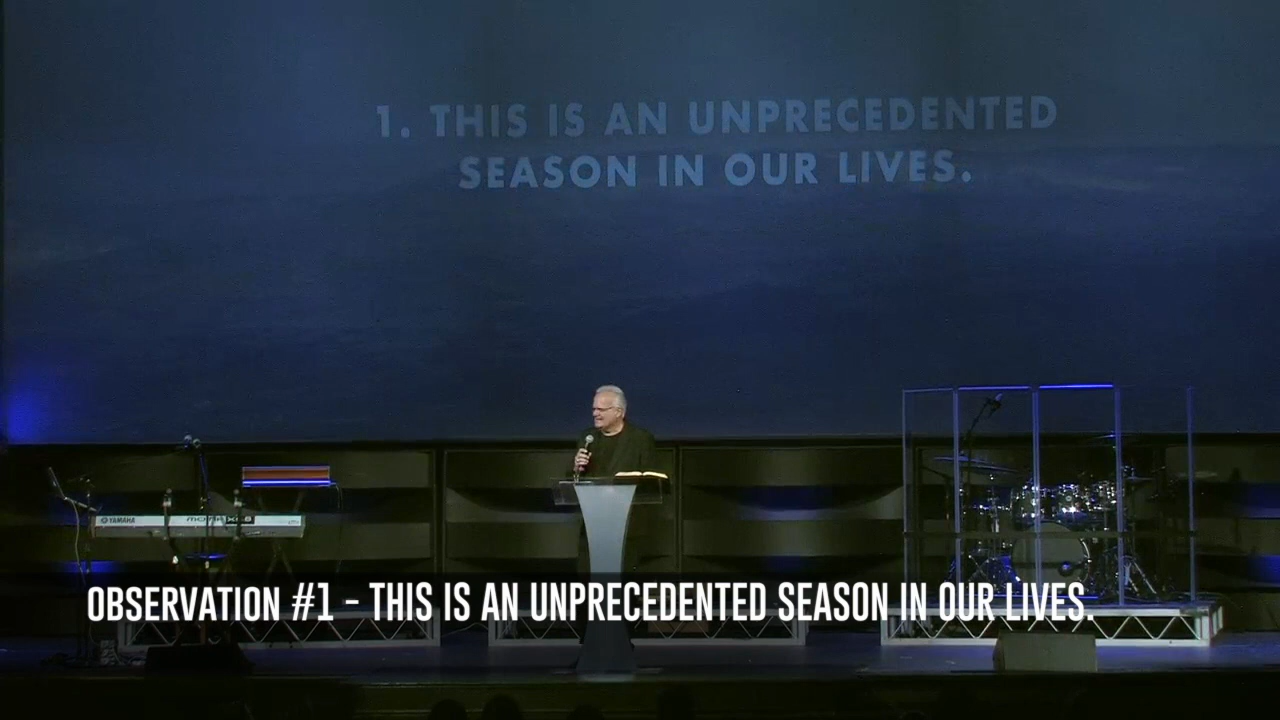 1. THIS IS AN UNPRECEDENTED
SEASON IN OUR LIVES.
YAMAHA
OBSERVATION #1 - THIS IS AN UNPRECEDENTED SEASON IN OUR LIVES.